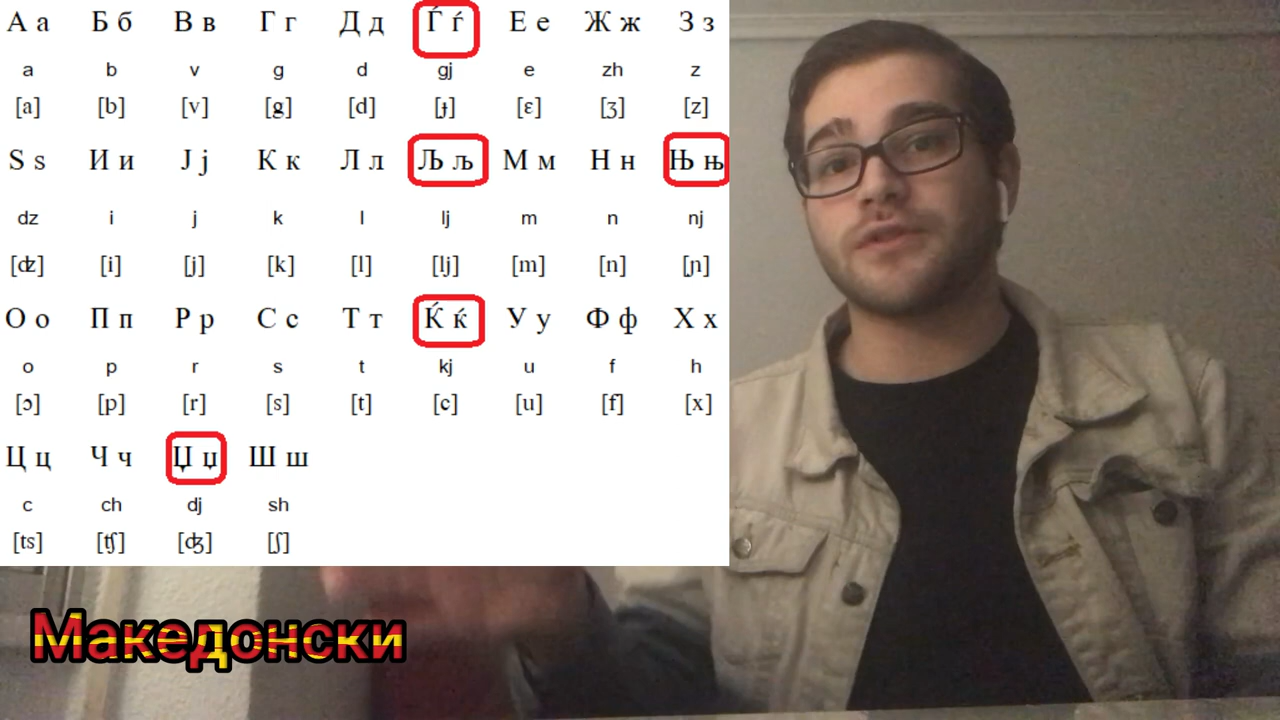 А а Б б В в Г г Д д Ѓ ѓ Е е Ж ж З з
a b v g d gj e zh z
[a] [b] [v] [g] [d] [ɟ] [ɛ] [ʒ] [z]
Ѕ ѕ И и Ј ј К к Л л Љ љ М м Н н Њ њ
dz i j k l lj m n nj
[ʣ] [i] [j] [k] [l] [lj] [m] [n] [ɲ]
О о П п Р р С с Т т Ќ ќ У у Ф ф Х х
o p r s t kj u f h
[ɔ] [p] [r] [s] [t] [c] [u] [f] [x]
Ц ц Ч ч Џ џ Ш ш
c ch dj sh
[ts] [ʧ] [ʤ] [ʃ]
Македонски